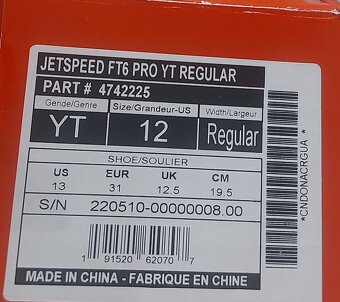 JETSPEED FT6 PRO YT REGULAR
PART # 4742225
Gende/Genre Size/Grandeur-US Width/Largeur
YT 12 Regular
SHOE/SOULIER
US EUR UK CM
13 31 12.5 19.5
S/N 220510-00000008.00
1 91520 62070 7
MADE IN CHINA - FABRIQUE EN CHINE
*CNDONACRGUA*